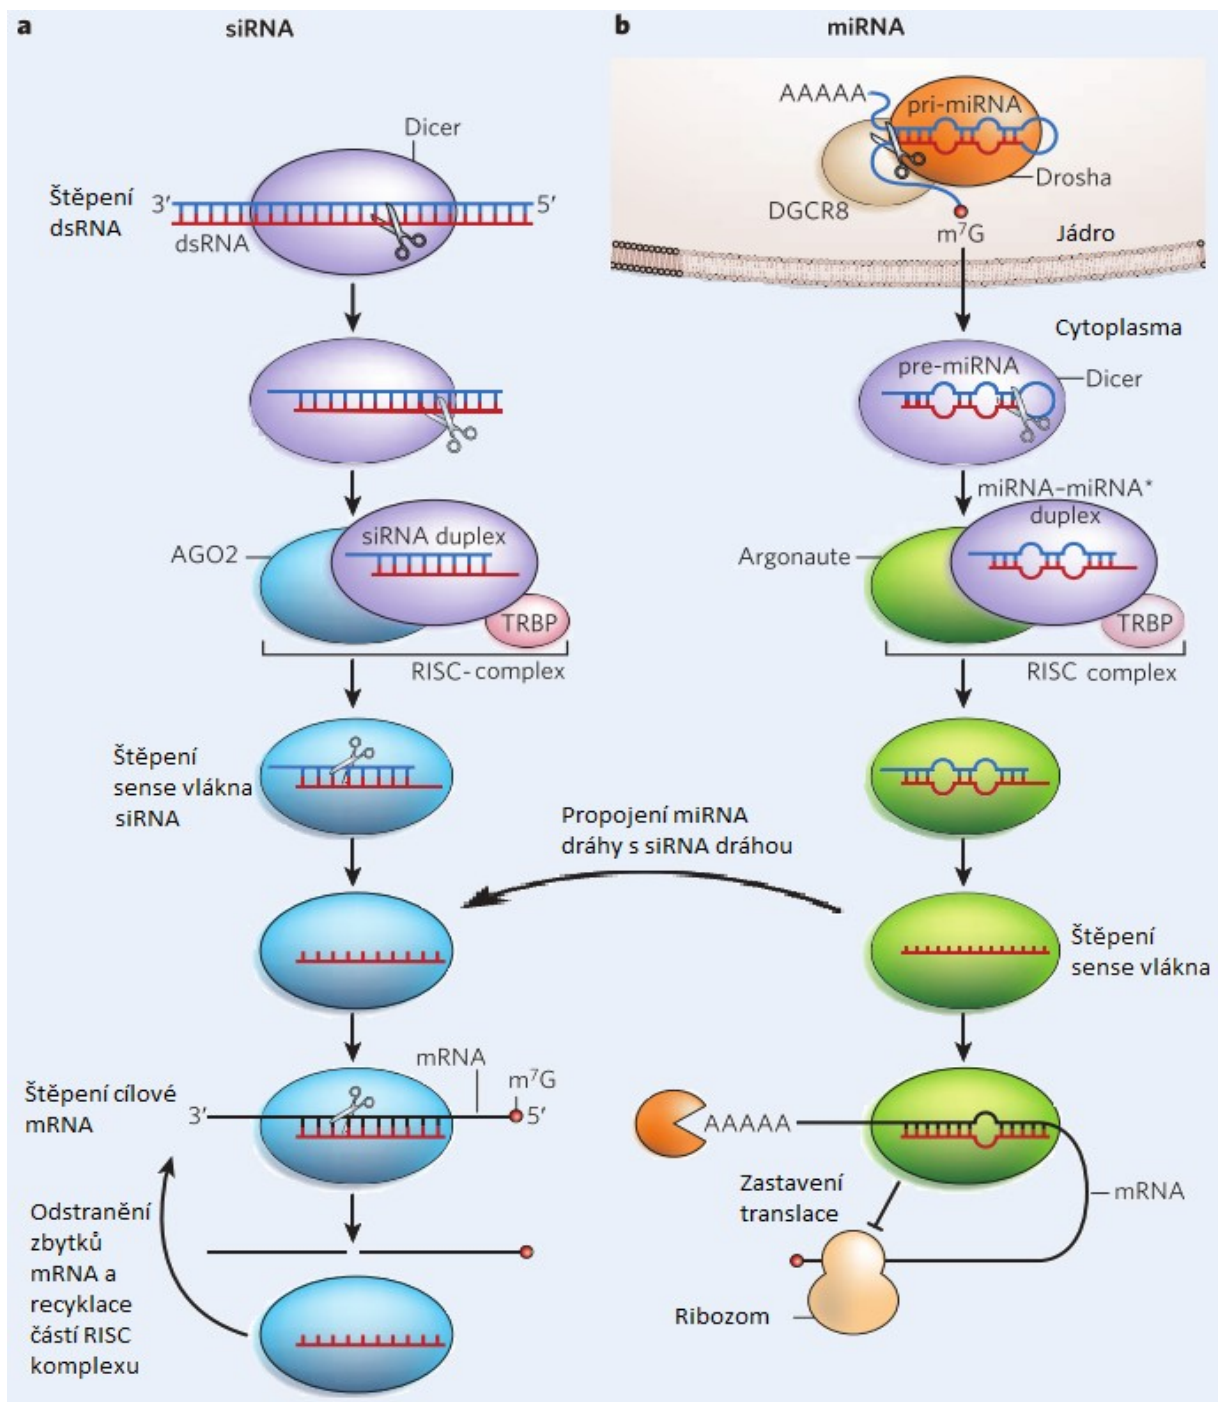 a
siRNA
Dicer
Štěpení
dsRNA
3′
5′
dsRNA
AGO2
siRNA duplex
TRBP
RISC- complex
Štěpení
sense vlákna
siRNA
Propojení miRNA
dráhy s siRNA dráhou
mRNA
m⁷G
Štěpení cílové
mRNA
3′
5′
Odstranění
zbytků
mRNA a
recyklace
částí RISC
komplexu
b
miRNA
AAAAA
pri-miRNA
Drosha
DGCR8
m⁷G
Jádro
Cytoplasma
pre-miRNA
Dicer
miRNA–miRNA*
duplex
Argonaute
TRBP
RISC complex
Štěpení
sense vlákna
AAAAA
Zastavení
translace
mRNA
Ribozom